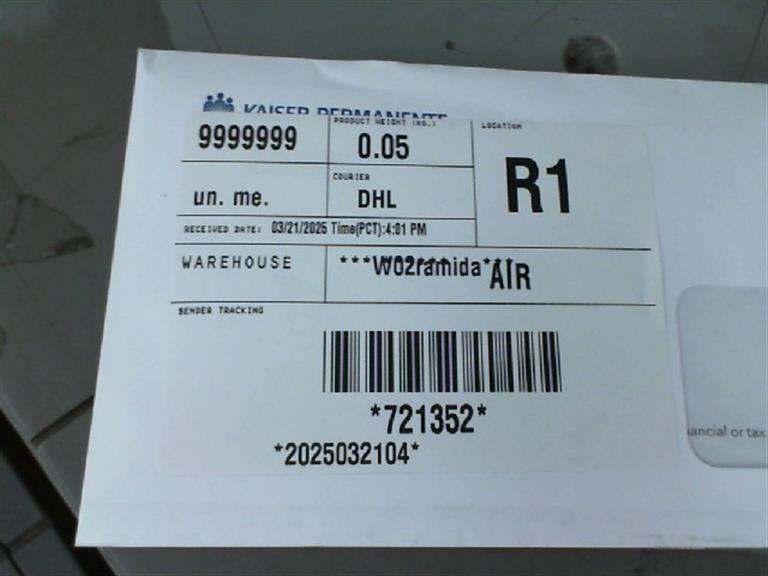 KAISER PERMANENTE
PRODUCT WEIGHT (KG.)
LOCATION
9999999
0.05
R1
COURIER
un. me.
DHL
RECEIVED DATE: 03/21/2025 Time(PCT):4:01 PM
WAREHOUSE
AIR
SENDER TRACKING
*721352*
*2025032104*
ancial or tax